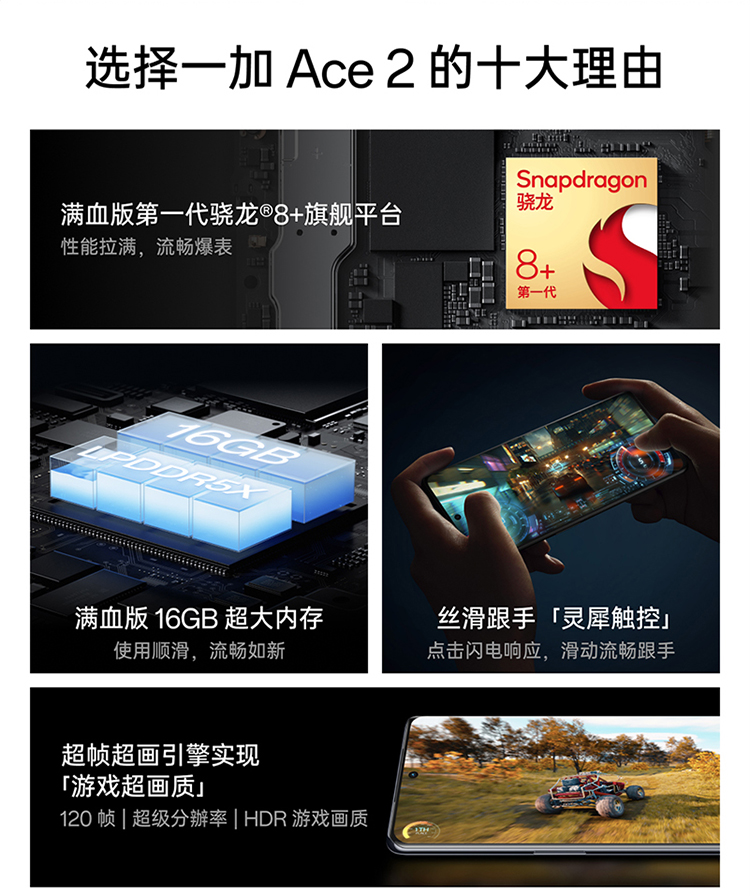 选择一加 Ace 2 的十大理由
满血版第一代骁龙®8+旗舰平台
性能拉满，流畅爆表
Snapdragon
骁龙
8+
第一代
16GB
LPDDR5X
满血版 16GB 超大内存
使用顺滑，流畅如新
丝滑跟手「灵犀触控」
点击闪电响应，滑动流畅跟手
超帧超画引擎实现
「游戏超画质」
120 帧 | 超级分辨率 | HDR 游戏画质